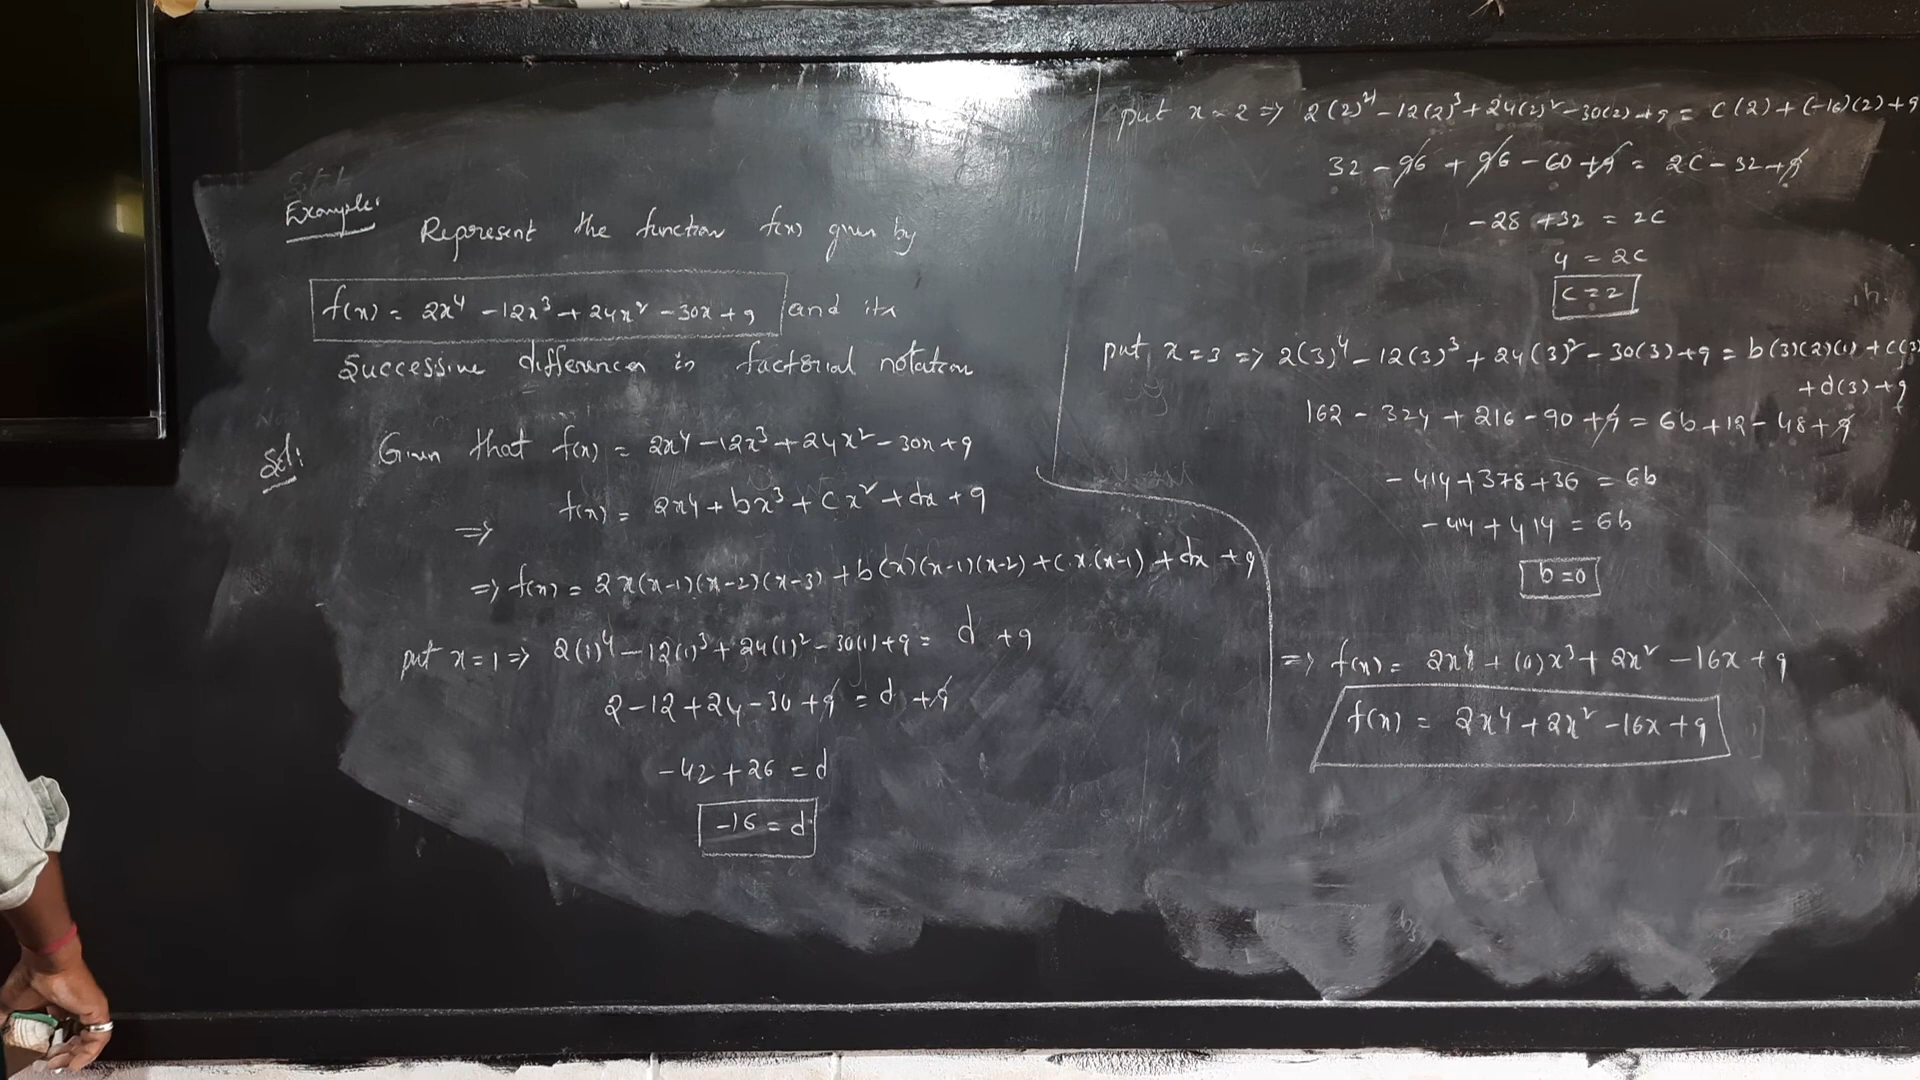 Example:
Represent the function f(x) given by
f(x) = 2x⁴ - 12x³ + 24x² - 30x + 9 and its
Successive differences in factorial notation
Sol:
Given that f(x) = 2x⁴ - 12x³ + 24x² - 30x + 9
⇒ f(x) = 2x⁴ + bx³ + cx² + dx + 9
⇒ f(x) = 2x(x-1)(x-2)(x-3) + b(x)(x-1)(x-2) + c.x.(x-1) + dx + 9
put x = 1 ⇒ 2(1)⁴ - 12(1)³ + 24(1)² - 30(1) + 9 = d + 9
2 - 12 + 24 - 30 + 9 = d + 9
-42 + 26 = d
-16 = d
put x = 2 ⇒ 2(2)⁴ - 12(2)³ + 24(2)² - 30(2) + 9 = C(2) + (-16)(2) + 9
32 - 96 + 96 - 60 + 9 = 2C - 32 + 9
-28 + 32 = 2C
4 = 2C
C = 2
put x = 3 ⇒ 2(3)⁴ - 12(3)³ + 24(3)² - 30(3) + 9 = b(3)(2)(1) + C(3)
+ d(3) + 9
162 - 324 + 216 - 90 + 9 = 6b + 12 - 48 + 9
- 414 + 378 + 36 = 6b
- 414 + 414 = 6b
b = 0
⇒ f(x) = 2x⁴ + (0)x³ + 2x² - 16x + 9
f(x) = 2x⁴ + 2x² - 16x + 9